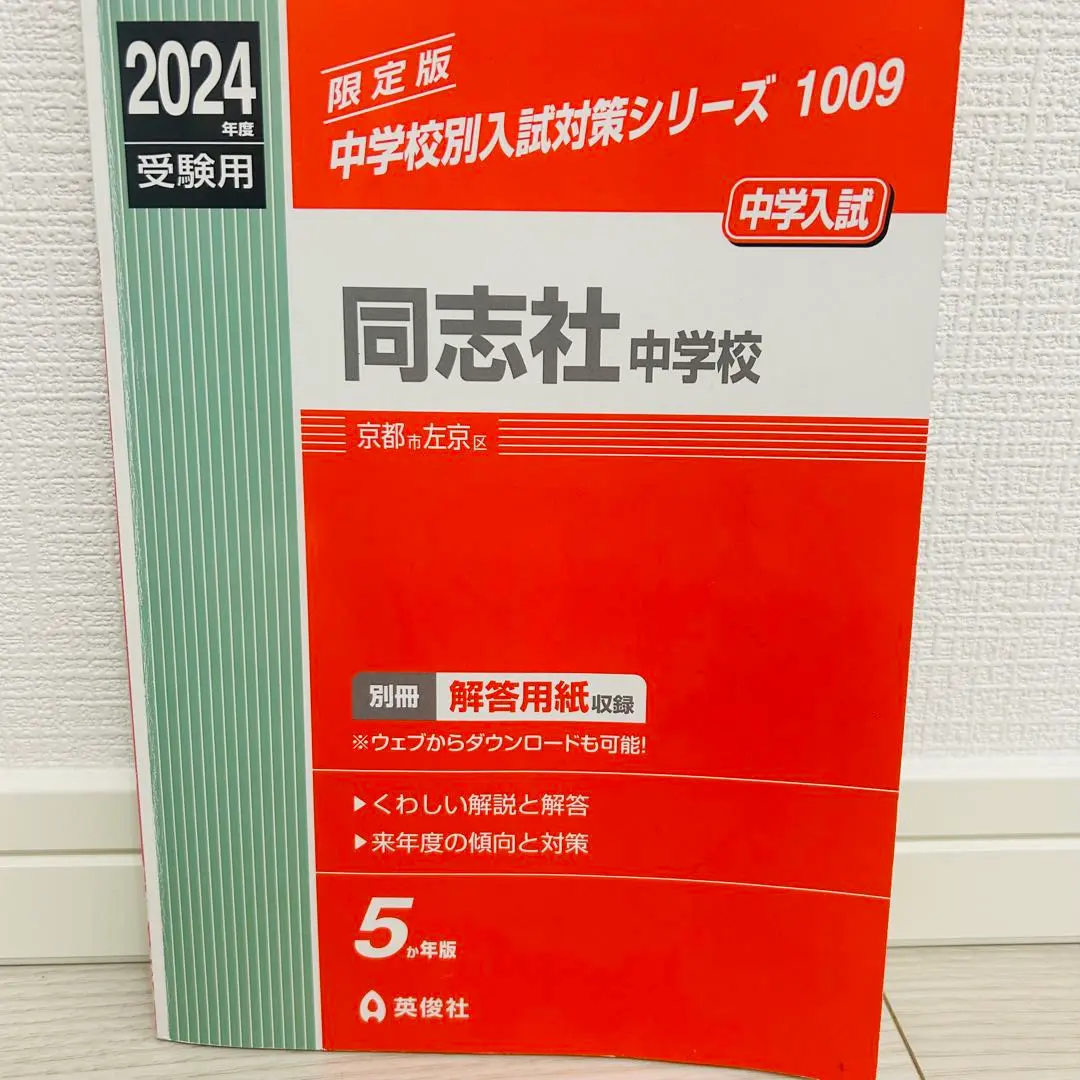 2024
年度
受験用
限定版
中学校別入試対策シリーズ 1009
中学入試
同志社中学校
京都市左京区
別冊 解答用紙収録
※ウェブからダウンロードも可能!
▶くわしい解説と解答
▶来年度の傾向と対策
5か年版
英俊社